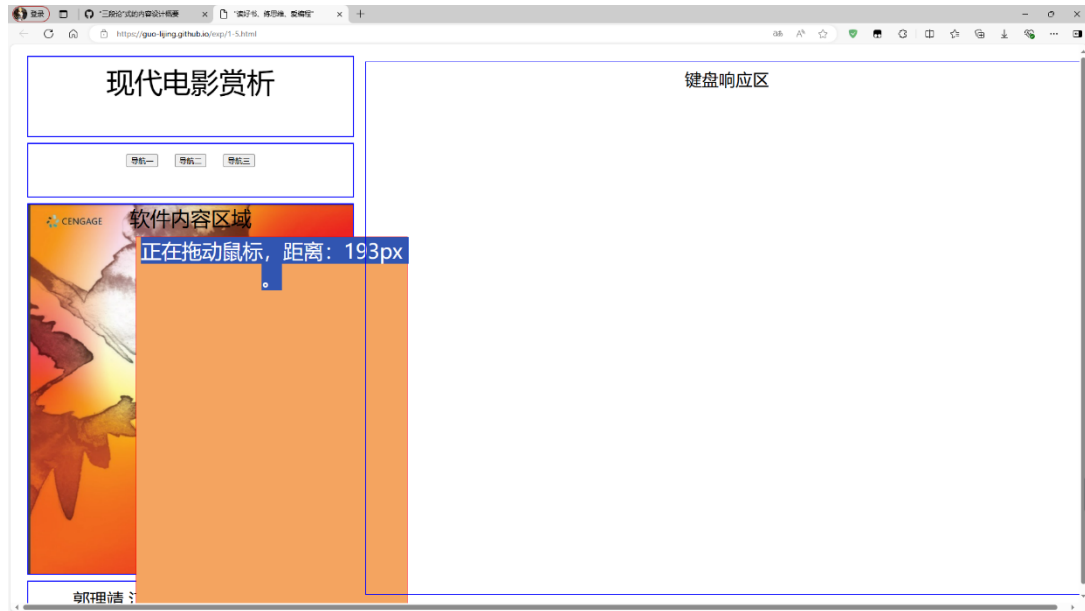 登录
"三段论"式的内容设计概要
"读好书、练思维、爱编程"
https://guo-lijing.github.io/exp/1-5.html
现代电影赏析
键盘响应区
导航一 导航二 导航三
CENGAGE
软件内容区域
正在拖动鼠标，距离：193px
。
郭理靖